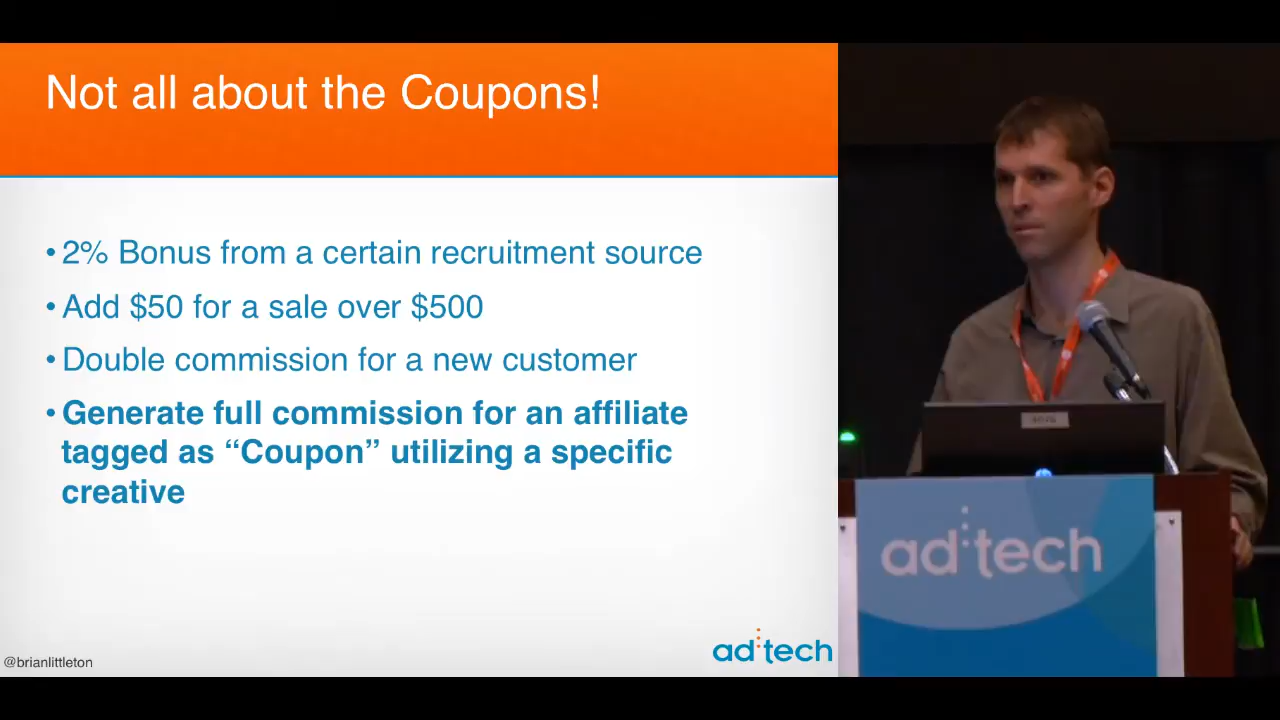 Not all about the Coupons!
• 2% Bonus from a certain recruitment source
• Add $50 for a sale over $500
• Double commission for a new customer
• Generate full commission for an affiliate
tagged as “Coupon” utilizing a specific
creative
@brianlittleton
ad:tech
ad:tech